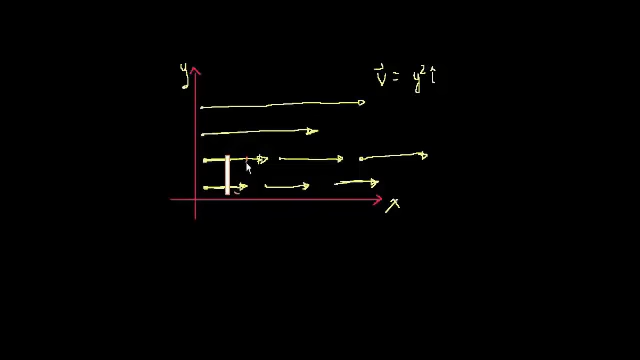 y
v⃗ = y² î
x